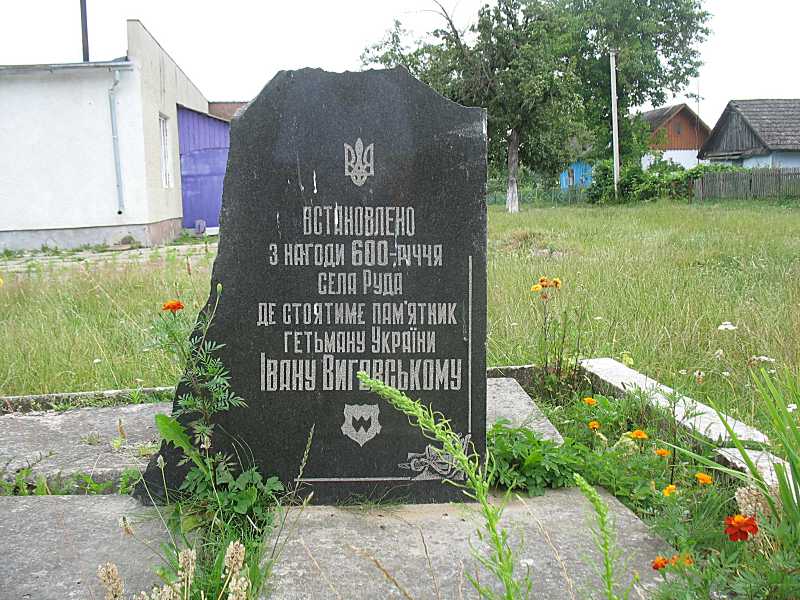 ВСТАНОВЛЕНО
З НАГОДИ 600-РІЧЧЯ
СЕЛА РУДА
ДЕ СТОЯТИМЕ ПАМ'ЯТНИК
ГЕТЬМАНУ УКРАЇНИ
ІВАНУ ВИГОВСЬКОМУ